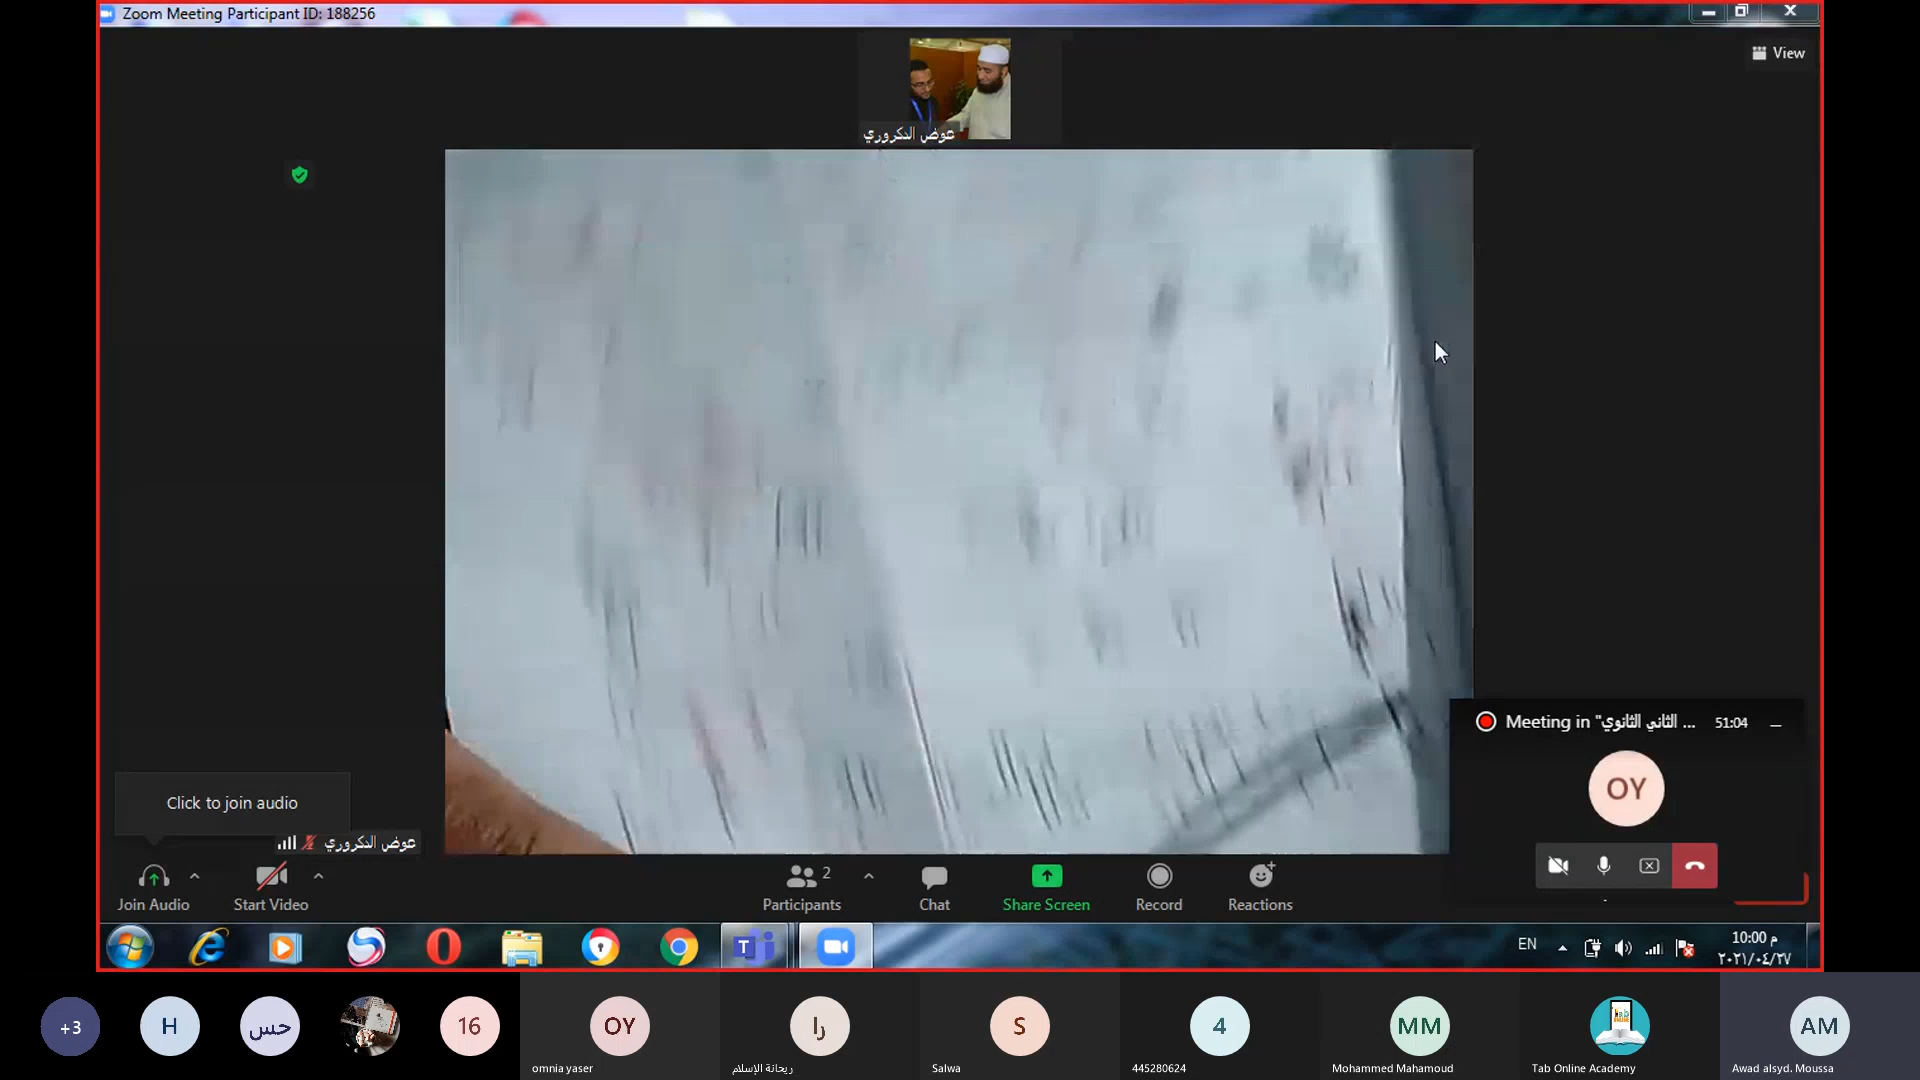 Zoom Meeting Participant ID: 188256
View
عوض التكروري
Meeting in "الثاني الثانوي ...
51:04
OY
Click to join audio
عوض التكروري
Join Audio
Start Video
Participants
2
Chat
Share Screen
Record
Reactions
EN
10:00 م
٢٠٢١/٠٤/٢٧
+3
H
حس
16
OY
را
S
4
MM
AM
omnia yaser
ريحانة الإسلام
Salwa
445280624
Mohammed Mahamoud
Tab Online Academy
Awad alsyd. Moussa